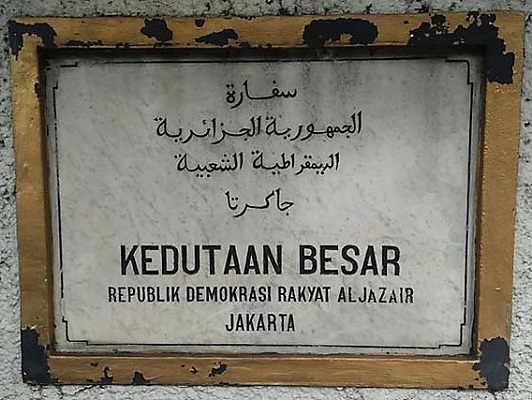 سفارة
الجمهورية الجزائرية
الديمقراطية الشعبية
جاكرتا
KEDUTAAN BESAR
REPUBLIK DEMOKRASI RAKYAT ALJAZAIR
JAKARTA